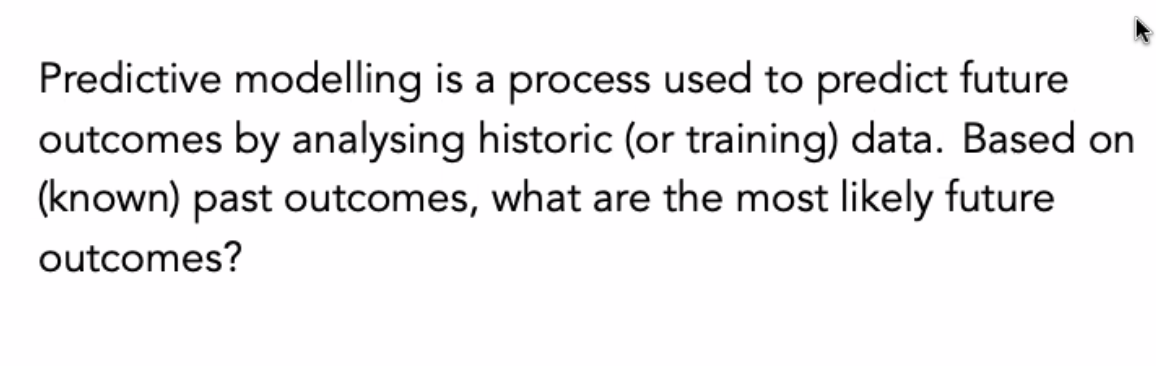 Predictive modelling is a process used to predict future
outcomes by analysing historic (or training) data. Based on
(known) past outcomes, what are the most likely future
outcomes?